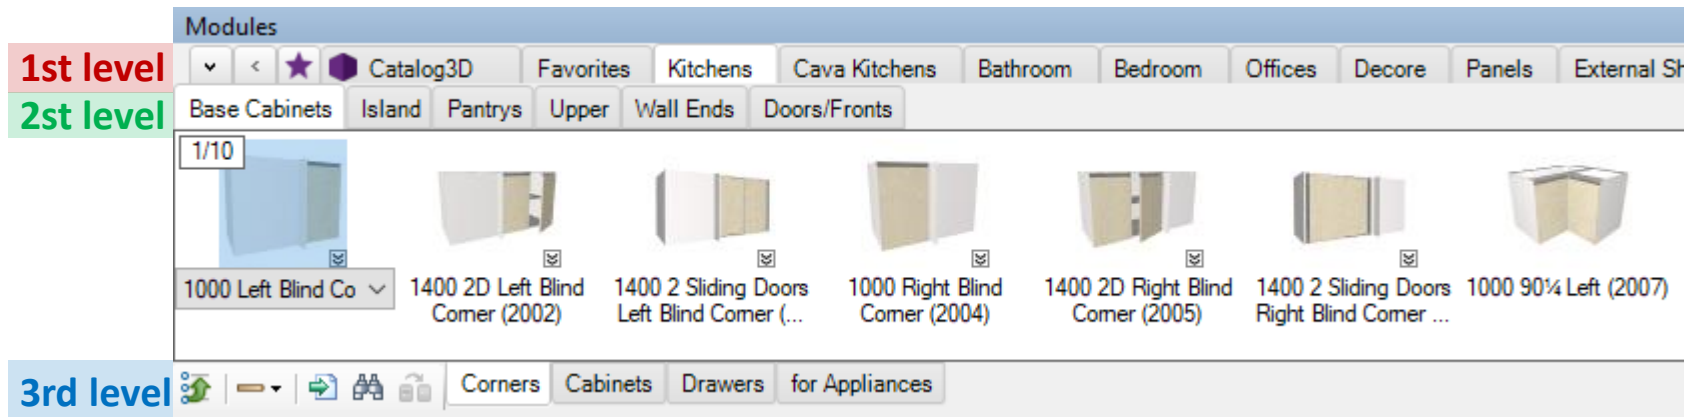 Modules
1st level Catalog3D Favorites Kitchens Cava Kitchens Bathroom Bedroom Offices Decore Panels External Sh
2st level Base Cabinets Island Pantrys Upper Wall Ends Doors/Fronts
1/10
1000 Left Blind Co 1400 2D Left Blind 1400 2 Sliding Doors 1000 Right Blind 1400 2D Right Blind 1400 2 Sliding Doors 1000 90¼ Left (2007)
Corner (2002) Left Blind Corner (... Corner (2004) Corner (2005) Right Blind Corner ...
3rd level Corners Cabinets Drawers for Appliances